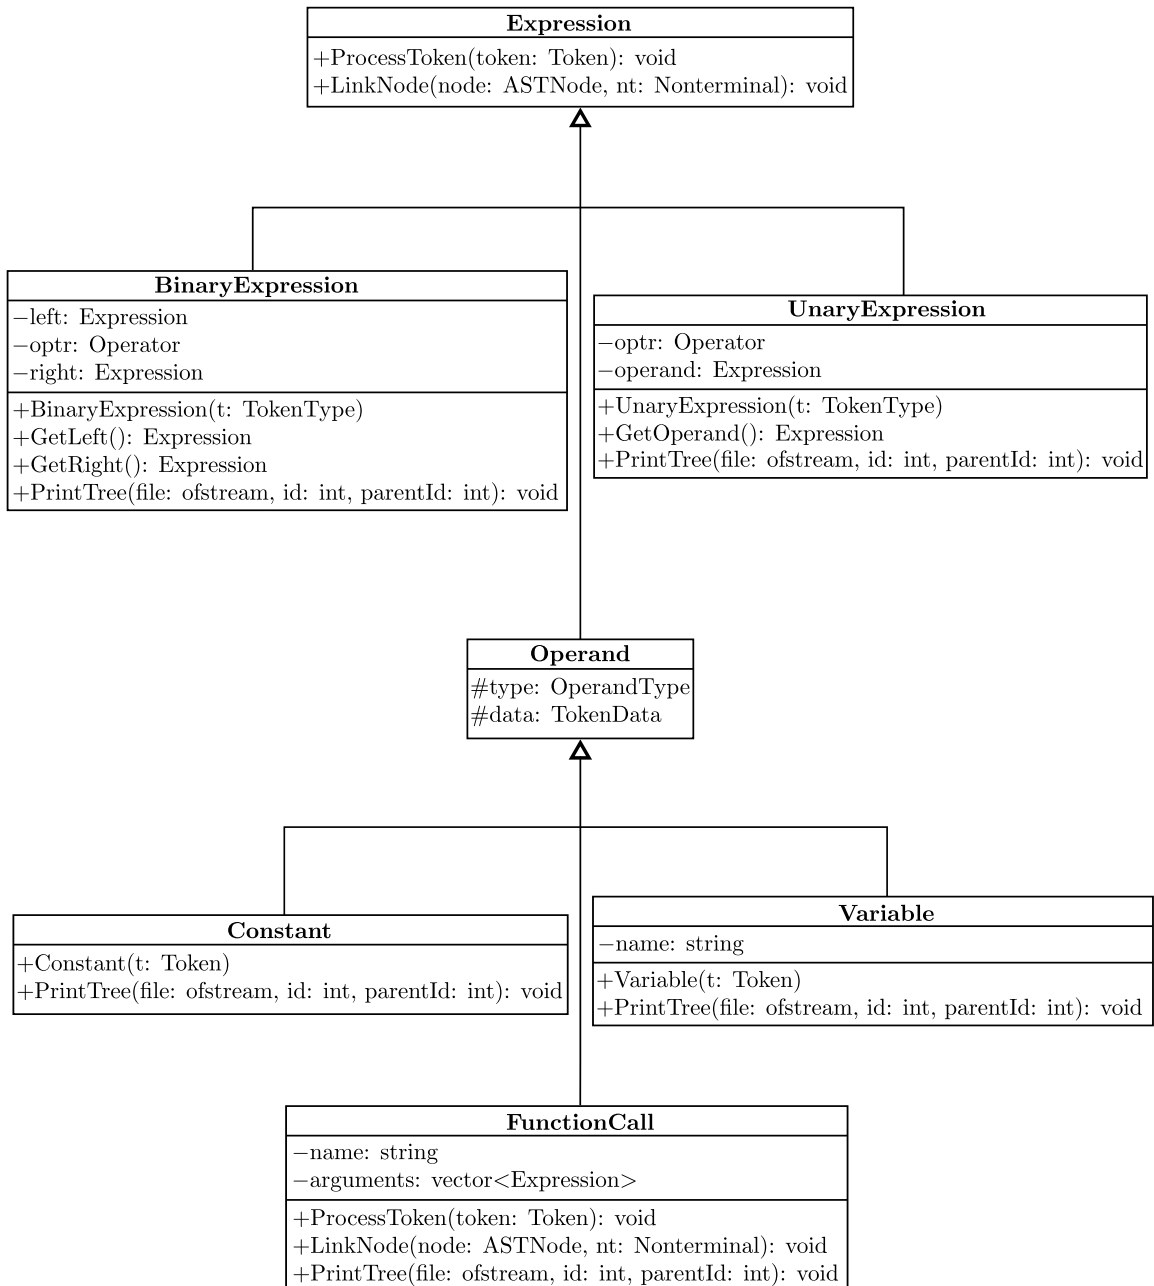 Expression
+ProcessToken(token: Token): void
+LinkNode(node: ASTNode, nt: Nonterminal): void
BinaryExpression
−left: Expression
−optr: Operator
−right: Expression
+BinaryExpression(t: TokenType)
+GetLeft(): Expression
+GetRight(): Expression
+PrintTree(file: ofstream, id: int, parentId: int): void
UnaryExpression
−optr: Operator
−operand: Expression
+UnaryExpression(t: TokenType)
+GetOperand(): Expression
+PrintTree(file: ofstream, id: int, parentId: int): void
Operand
#type: OperandType
#data: TokenData
Constant
+Constant(t: Token)
+PrintTree(file: ofstream, id: int, parentId: int): void
Variable
−name: string
+Variable(t: Token)
+PrintTree(file: ofstream, id: int, parentId: int): void
FunctionCall
−name: string
−arguments: vector<Expression>
+ProcessToken(token: Token): void
+LinkNode(node: ASTNode, nt: Nonterminal): void
+PrintTree(file: ofstream, id: int, parentId: int): void